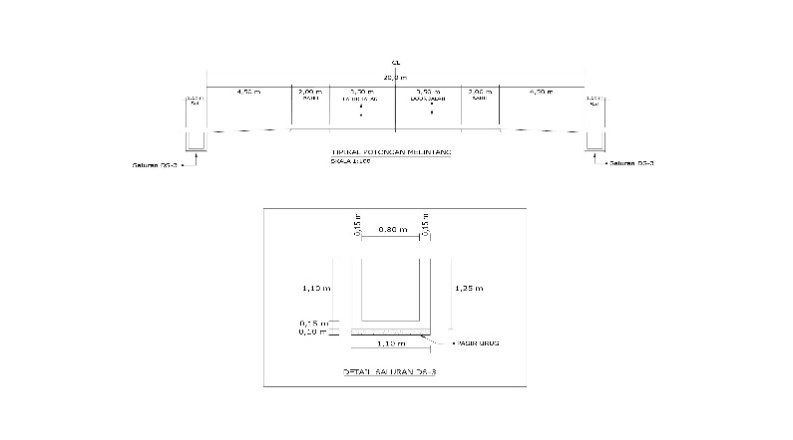 CL
20,0 m
4,50 m 2,00 m 3,50 m 3,50 m 2,00 m 4,50 m
BAHU BAHU
TIPIKAL POTONGAN MELINTANG
SKALA 1:100
Saluran DS-3 Saluran DS-3
0,15 m 0,80 m 0,15 m
1,10 m 1,25 m
0,15 m
0,10 m
1,10 m PASIR URUG
DETAIL SALURAN DS-3